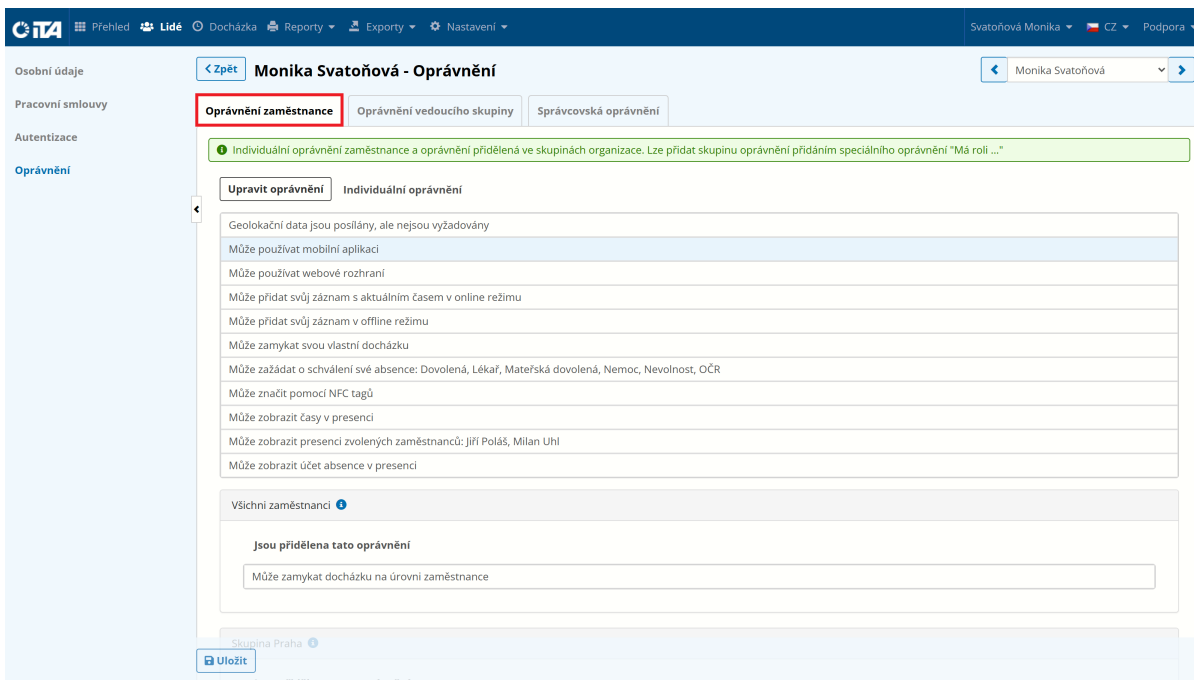 iTA Přehled Lidé Docházka Reporty Exporty Nastavení Svatoňová Monika CZ Podpora
Osobní údaje
Pracovní smlouvy
Autentizace
Oprávnění
Zpět Monika Svatoňová - Oprávnění Monika Svatoňová
Oprávnění zaměstnance Oprávnění vedoucího skupiny Správcovská oprávnění
Individuální oprávnění zaměstnance a oprávnění přidělená ve skupinách organizace. Lze přidat skupinu oprávnění přidáním speciálního oprávnění "Má roli ..."
Upravit oprávnění Individuální oprávnění
Geolokační data jsou posílány, ale nejsou vyžadovány
Může používat mobilní aplikaci
Může používat webové rozhraní
Může přidat svůj záznam s aktuálním časem v online režimu
Může přidat svůj záznam v offline režimu
Může zamykat svou vlastní docházku
Může zažádat o schválení své absence: Dovolená, Lékař, Mateřská dovolená, Nemoc, Nevolnost, OČR
Může značit pomocí NFC tagů
Může zobrazit časy v presenci
Může zobrazit presenci zvolených zaměstnanců: Jiří Poláš, Milan Uhl
Může zobrazit účet absence v presenci
Všichni zaměstnanci
Jsou přidělena tato oprávnění
Může zamykat docházku na úrovni zaměstnance
Skupina Praha
Uložit